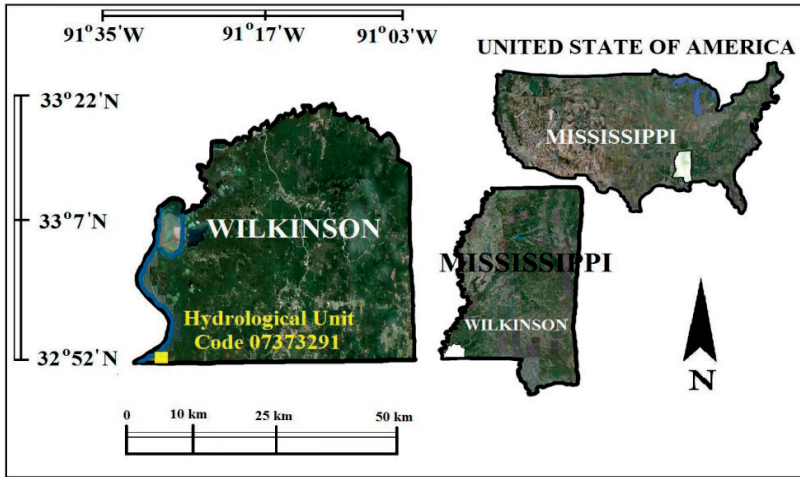 91°35'W 91°17'W 91°03'W
UNITED STATE OF AMERICA
33°22'N
MISSISSIPPI
33°7'N
WILKINSON
MISSISSIPPI
Hydrological Unit
Code 07373291
WILKINSON
32°52'N
N
0 10 km 25 km 50 km